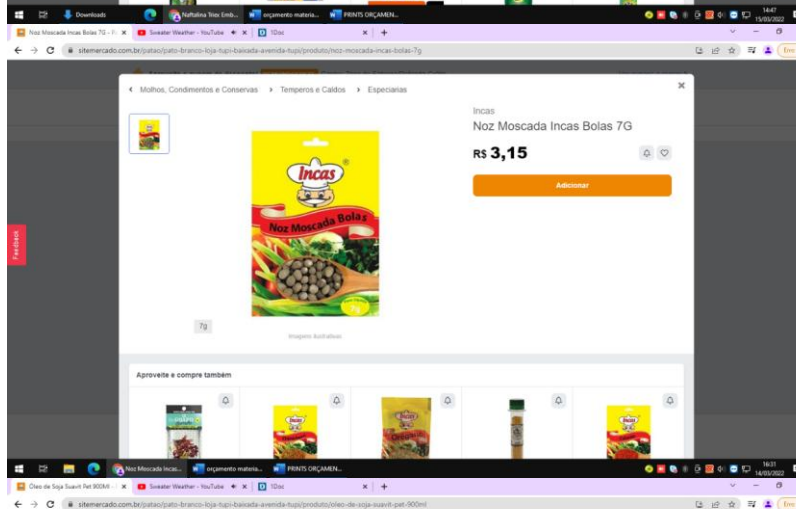 Downloads
Naftalina Trex Emb...
orçamento materia...
PRINTS ORÇAMEN...
14:47
15/03/2022
Noz Moscada Incas Bolas 7G - P
Sweater Weather - YouTube
1Doc
sitemercado.com.br/patao/pato-branco-loja-tupi-baixada-avenida-tupi/produto/noz-moscada-incas-bolas-7g
Molhos, Condimentos e Conservas > Temperos e Caldos > Especiarias
Incas
Noz Moscada Incas Bolas 7G
R$ 3,15
Adicionar
Incas
Noz Moscada Bolas
7g
Feedback
7g
Imagens ilustrativas
Aproveite e compre também
Noz Moscada Incas...
orçamento materia...
PRINTS ORÇAMEN...
16:31
14/03/2022
Óleo de Soja Suavit Pet 900Ml -
Sweater Weather - YouTube
1Doc
sitemercado.com.br/patao/pato-branco-loja-tupi-baixada-avenida-tupi/produto/oleo-de-soja-suavit-pet-900ml